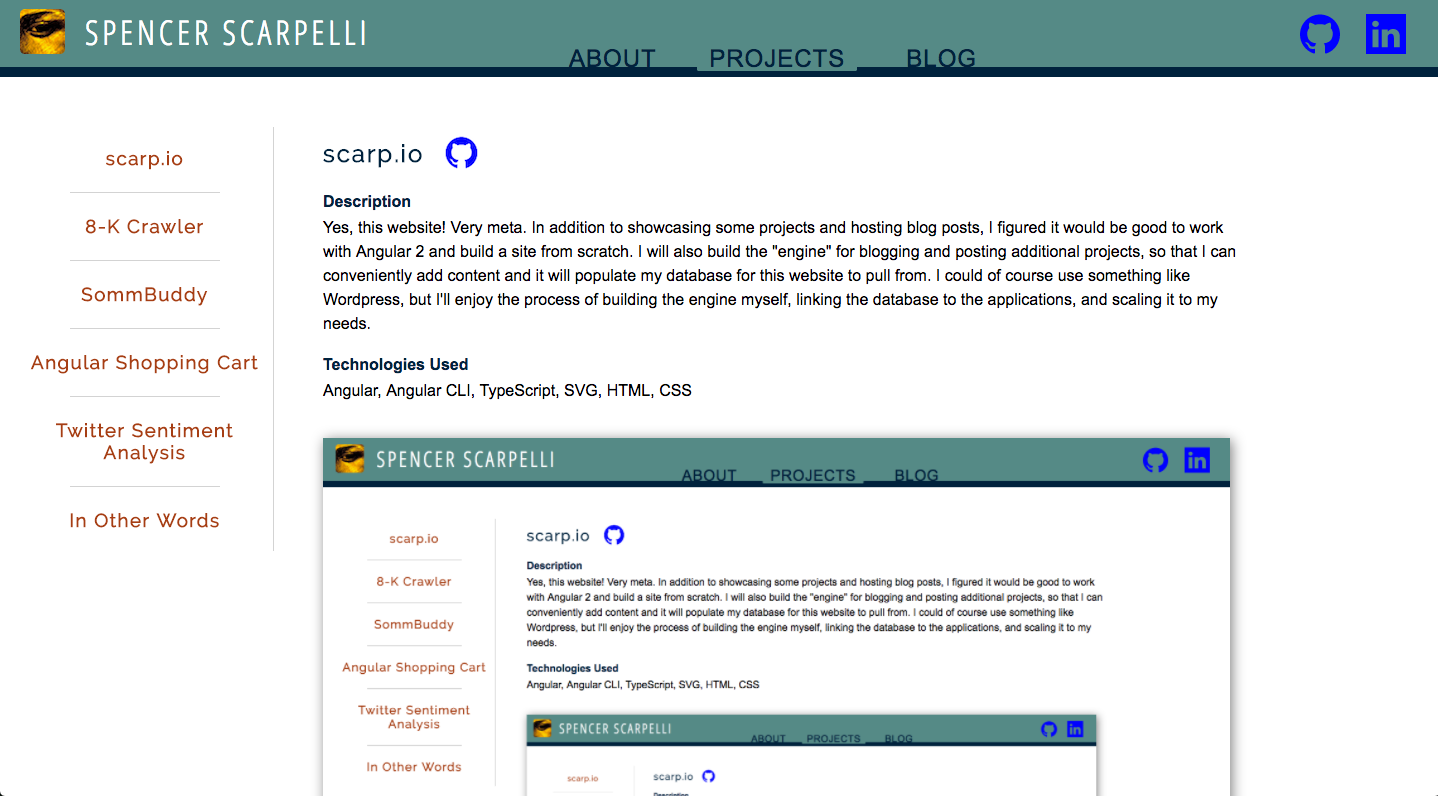 SPENCER SCARPELLI
ABOUT PROJECTS BLOG
in
scarp.io
8-K Crawler
SommBuddy
Angular Shopping Cart
Twitter Sentiment
Analysis
In Other Words
scarp.io
Description
Yes, this website! Very meta. In addition to showcasing some projects and hosting blog posts, I figured it would be good to work
with Angular 2 and build a site from scratch. I will also build the "engine" for blogging and posting additional projects, so that I can
conveniently add content and it will populate my database for this website to pull from. I could of course use something like
Wordpress, but I'll enjoy the process of building the engine myself, linking the database to the applications, and scaling it to my
needs.
Technologies Used
Angular, Angular CLI, TypeScript, SVG, HTML, CSS
SPENCER SCARPELLI
ABOUT PROJECTS BLOG
in
scarp.io
8-K Crawler
SommBuddy
Angular Shopping Cart
Twitter Sentiment
Analysis
In Other Words
scarp.io
Description
Yes, this website! Very meta. In addition to showcasing some projects and hosting blog posts, I figured it would be good to work
with Angular 2 and build a site from scratch. I will also build the "engine" for blogging and posting additional projects, so that I can
conveniently add content and it will populate my database for this website to pull from. I could of course use something like
Wordpress, but I'll enjoy the process of building the engine myself, linking the database to the applications, and scaling it to my
needs.
Technologies Used
Angular, Angular CLI, TypeScript, SVG, HTML, CSS
SPENCER SCARPELLI
ABOUT PROJECTS BLOG
in
scarp.io
scarp.io
Description